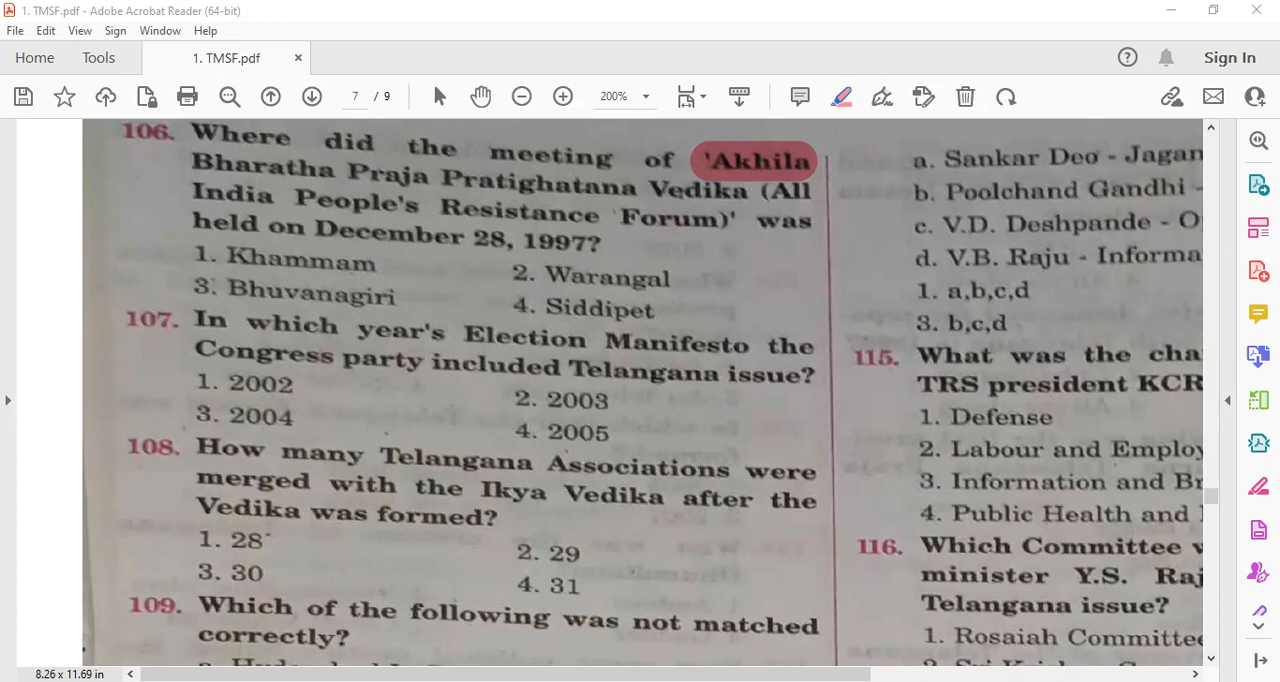 1. TMSF.pdf - Adobe Acrobat Reader (64-bit)
File Edit View Sign Window Help
Home Tools 1. TMSF.pdf × Sign In
7 / 9 200%
106. Where did the meeting of 'Akhila
Bharatha Praja Pratighatana Vedika (All
India People's Resistance Forum)' was
held on December 28, 1997?
1. Khammam 2. Warangal
3. Bhuvanagiri 4. Siddipet
107. In which year's Election Manifesto the
Congress party included Telangana issue?
1. 2002 2. 2003
3. 2004 4. 2005
108. How many Telangana Associations were
merged with the Ikya Vedika after the
Vedika was formed?
1. 28 2. 29
3. 30 4. 31
109. Which of the following was not matched
correctly?
a. Sankar Deo - Jagan
b. Poolchand Gandhi -
c. V.D. Deshpande - O
d. V.B. Raju - Informa
1. a,b,c,d
3. b,c,d
115. What was the cha
TRS president KCR
1. Defense
2. Labour and Employ
3. Information and Br
4. Public Health and
116. Which Committee
minister Y.S. Raj
Telangana issue?
1. Rosaiah Committee
8.26 x 11.69 in